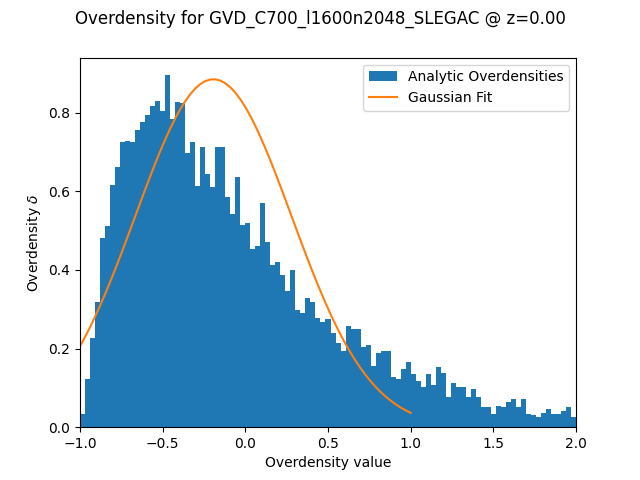 Overdensity for GVD_C700_l1600n2048_SLEGAC @ z=0.00
Analytic Overdensities
Gaussian Fit
Overdensity δ
0.8
0.6
0.4
0.2
0.0
−1.0 −0.5 0.0 0.5 1.0 1.5 2.0
Overdensity value